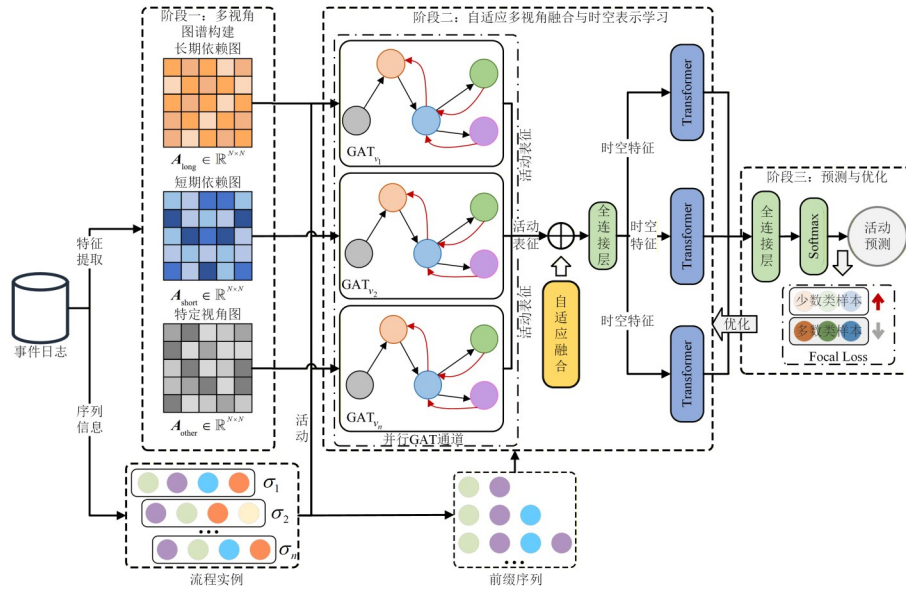 阶段一：多视角
图谱构建
长期依赖图
A_long ∈ ℝ^{N×N}
短期依赖图
A_short ∈ ℝ^{N×N}
特定视角图
A_other ∈ ℝ^{N×N}
事件日志
特征
提取
序列
信息
σ₁
σ₂
•••
σₙ
流程实例
活动
阶段二：自适应多视角融合与时空表示学习
GAT_{v₁}
GAT_{v₂}
GAT_{vₙ}
并行GAT通道
活动表征
活动
表征
活动表征
自适应融合
全连接层
时空特征
时空
特征
时空特征
Transformer
Transformer
Transformer
•••
前缀序列
阶段三：预测与优化
全连接层
Softmax
活动
预测
少数类样本
多数类样本
Focal Loss
优化